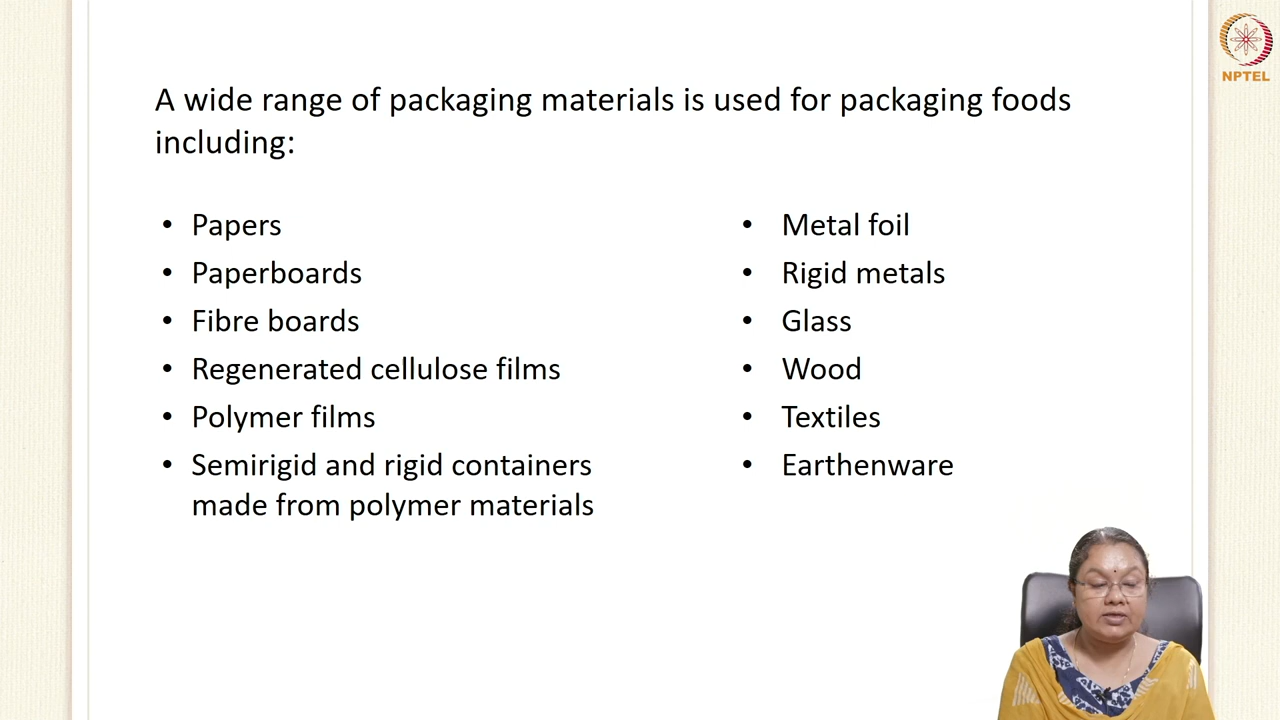 NPTEL
A wide range of packaging materials is used for packaging foods
including:
• Papers
• Paperboards
• Fibre boards
• Regenerated cellulose films
• Polymer films
• Semirigid and rigid containers
made from polymer materials
• Metal foil
• Rigid metals
• Glass
• Wood
• Textiles
• Earthenware